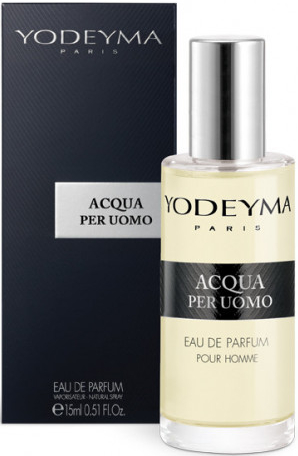 YODEYMA
PARIS
ACQUA
PER UOMO
EAU DE PARFUM
VAPORISATEUR - NATURAL SPRAY
℮15ml 0.51 Fl.Oz.
YODEYMA
PARIS
ACQUA
PER UOMO
EAU DE PARFUM
POUR HOMME